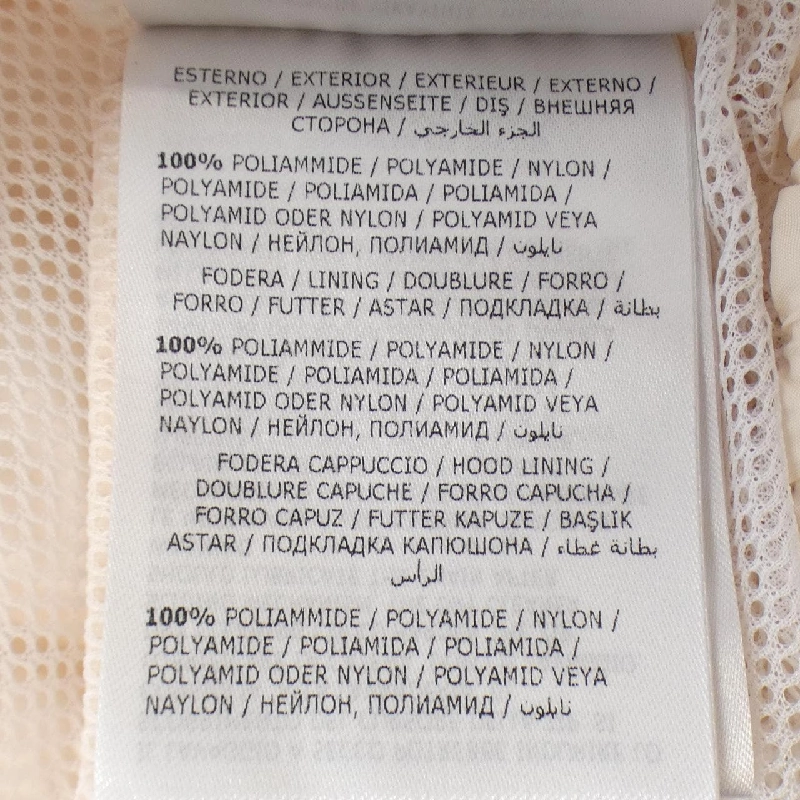 ESTERNO / EXTERIOR / EXTERIEUR / EXTERNO /
EXTERIOR / AUSSENSEITE / DIŞ / ВНЕШНЯЯ
СТОРОНА / الجزء الخارجي
100% POLIAMMIDE / POLYAMIDE / NYLON /
POLYAMIDE / POLIAMIDA / POLIAMIDA /
POLYAMID ODER NYLON / POLYAMID VEYA
NAYLON / НЕЙЛОН, ПОЛИАМИД / نايلون
FODERA / LINING / DOUBLURE / FORRO /
FORRO / FUTTER / ASTAR / ПОДКЛАДКА / بطانة
100% POLIAMMIDE / POLYAMIDE / NYLON /
POLYAMIDE / POLIAMIDA / POLIAMIDA /
POLYAMID ODER NYLON / POLYAMID VEYA
NAYLON / НЕЙЛОН, ПОЛИАМИД / نايلون
FODERA CAPPUCCIO / HOOD LINING /
DOUBLURE CAPUCHE / FORRO CAPUCHA /
FORRO CAPUZ / FUTTER KAPUZE / BAŞLIK
ASTAR / ПОДКЛАДКА КАПЮШОНА / بطانة غطاء
الرأس
100% POLIAMMIDE / POLYAMIDE / NYLON /
POLYAMIDE / POLIAMIDA / POLIAMIDA /
POLYAMID ODER NYLON / POLYAMID VEYA
NAYLON / НЕЙЛОН, ПОЛИАМИД / نايلون